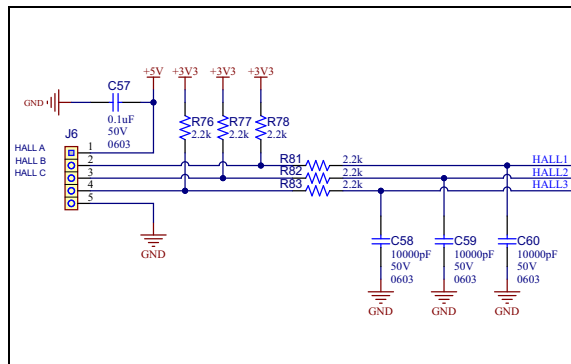 C57
+5V
+3V3
+3V3
+3V3
GND
0.1uF
50V
0603
R76
2.2k
R77
2.2k
R78
2.2k
J6
HALL A
HALL B
HALL C
1
2
3
4
5
R81
2.2k
HALL1
R82
2.2k
HALL2
R83
2.2k
HALL3
GND
C58
10000pF
50V
0603
GND
C59
10000pF
50V
0603
GND
C60
10000pF
50V
0603
GND